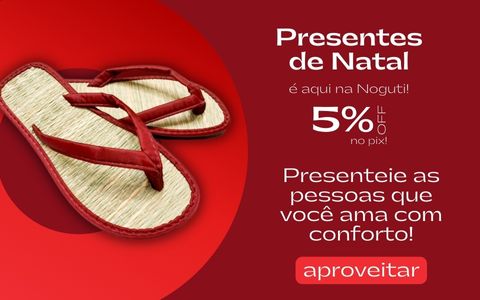 Presentes
de Natal
é aqui na Noguti!
5% OFF
no pix!
Presenteie as
pessoas que
você ama com
conforto!
aproveitar